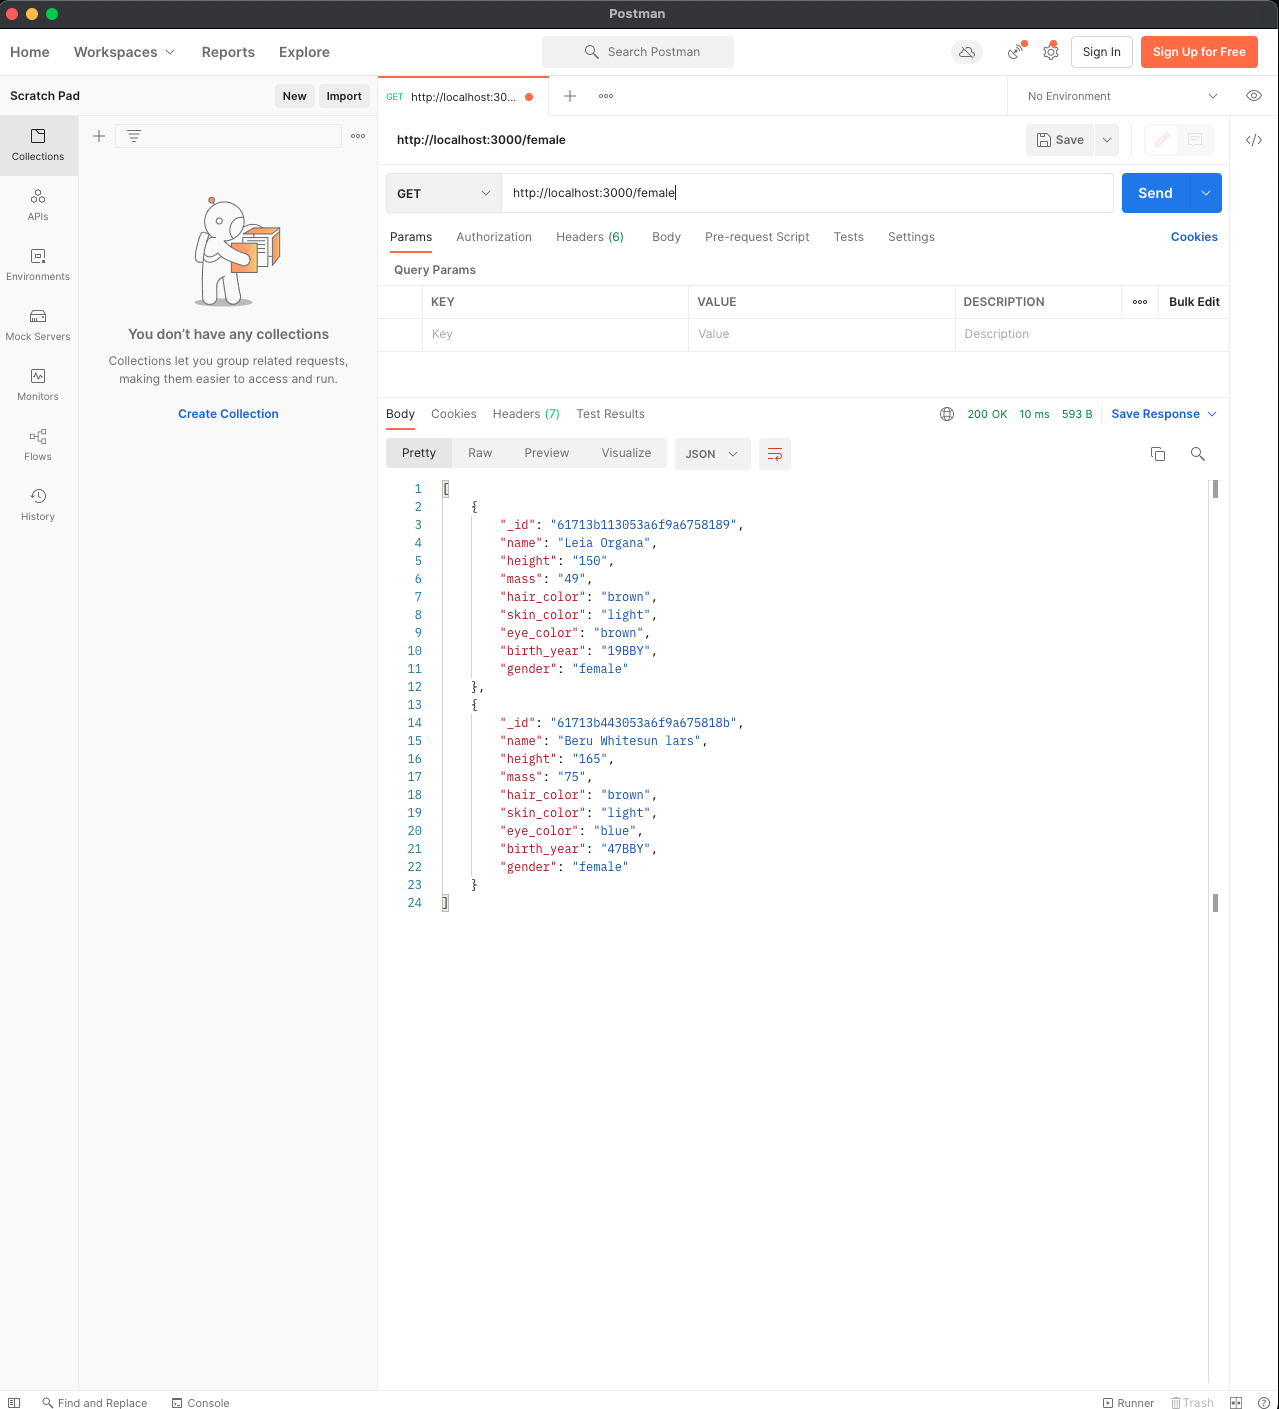 Postman
Home Workspaces Reports Explore Search Postman Sign In Sign Up for Free
Scratch Pad New Import GET http://localhost:30... No Environment
Collections
APIs
Environments
Mock Servers
Monitors
Flows
History
You don't have any collections
Collections let you group related requests,
making them easier to access and run.
Create Collection
http://localhost:3000/female Save
GET http://localhost:3000/female Send
Params Authorization Headers (6) Body Pre-request Script Tests Settings Cookies
Query Params
KEY VALUE DESCRIPTION Bulk Edit
Key Value Description
Body Cookies Headers (7) Test Results 200 OK 10 ms 593 B Save Response
Pretty Raw Preview Visualize JSON
1 [
2 {
3 "_id": "61713b113053a6f9a6758189",
4 "name": "Leia Organa",
5 "height": "150",
6 "mass": "49",
7 "hair_color": "brown",
8 "skin_color": "light",
9 "eye_color": "brown",
10 "birth_year": "19BBY",
11 "gender": "female"
12 },
13 {
14 "_id": "61713b443053a6f9a675818b",
15 "name": "Beru Whitesun lars",
16 "height": "165",
17 "mass": "75",
18 "hair_color": "brown",
19 "skin_color": "light",
20 "eye_color": "blue",
21 "birth_year": "47BBY",
22 "gender": "female"
23 }
24 ]
Find and Replace Console Runner Trash